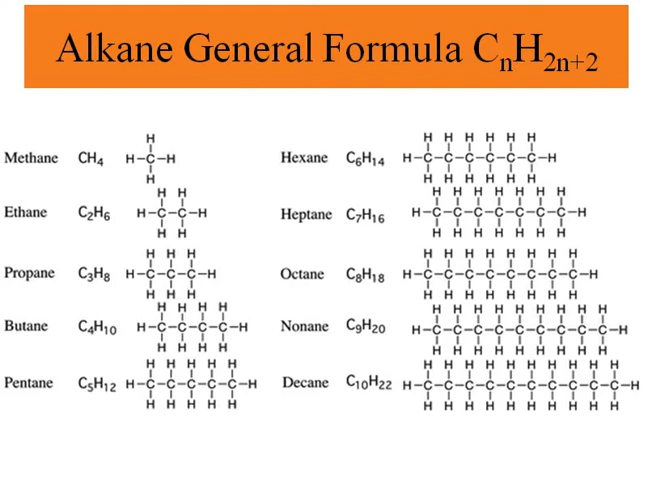 Alkane General Formula CₙH₂ₙ₊₂
H
Methane CH₄ H-C-H
H
H H
Ethane C₂H₆ H-C-C-H
H H
H H H
Propane C₃H₈ H-C-C-C-H
H H H
H H H H
Butane C₄H₁₀ H-C-C-C-C-H
H H H H
H H H H H
Pentane C₅H₁₂ H-C-C-C-C-C-H
H H H H H
H H H H H H
Hexane C₆H₁₄ H-C-C-C-C-C-C-H
H H H H H H
H H H H H H H
Heptane C₇H₁₆ H-C-C-C-C-C-C-C-H
H H H H H H H
H H H H H H H H
Octane C₈H₁₈ H-C-C-C-C-C-C-C-C-H
H H H H H H H H
H H H H H H H H H
Nonane C₉H₂₀ H-C-C-C-C-C-C-C-C-C-H
H H H H H H H H H
H H H H H H H H H H
Decane C₁₀H₂₂ H-C-C-C-C-C-C-C-C-C-C-H
H H H H H H H H H H